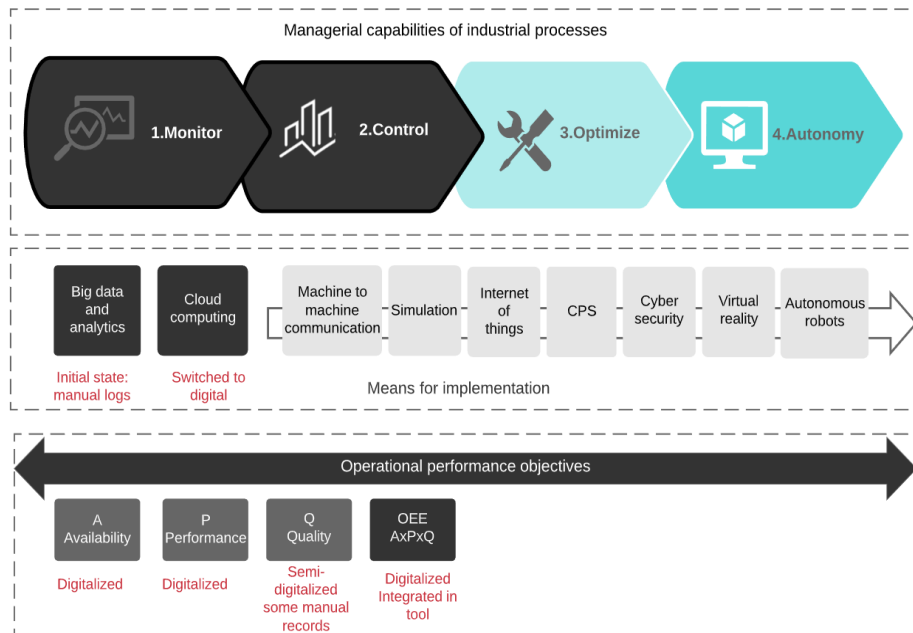 Managerial capabilities of industrial processes
1.Monitor
2.Control
3.Optimize
4.Autonomy
Big data
and
analytics
Cloud
computing
Machine to
machine
communication
Simulation
Internet
of
things
CPS
Cyber
security
Virtual
reality
Autonomous
robots
Initial state:
manual logs
Switched to
digital
Means for implementation
Operational performance objectives
A
Availability
P
Performance
Q
Quality
OEE
AxPxQ
Digitalized
Digitalized
Semi-
digitalized
some manual
records
Digitalized
Integrated in
tool